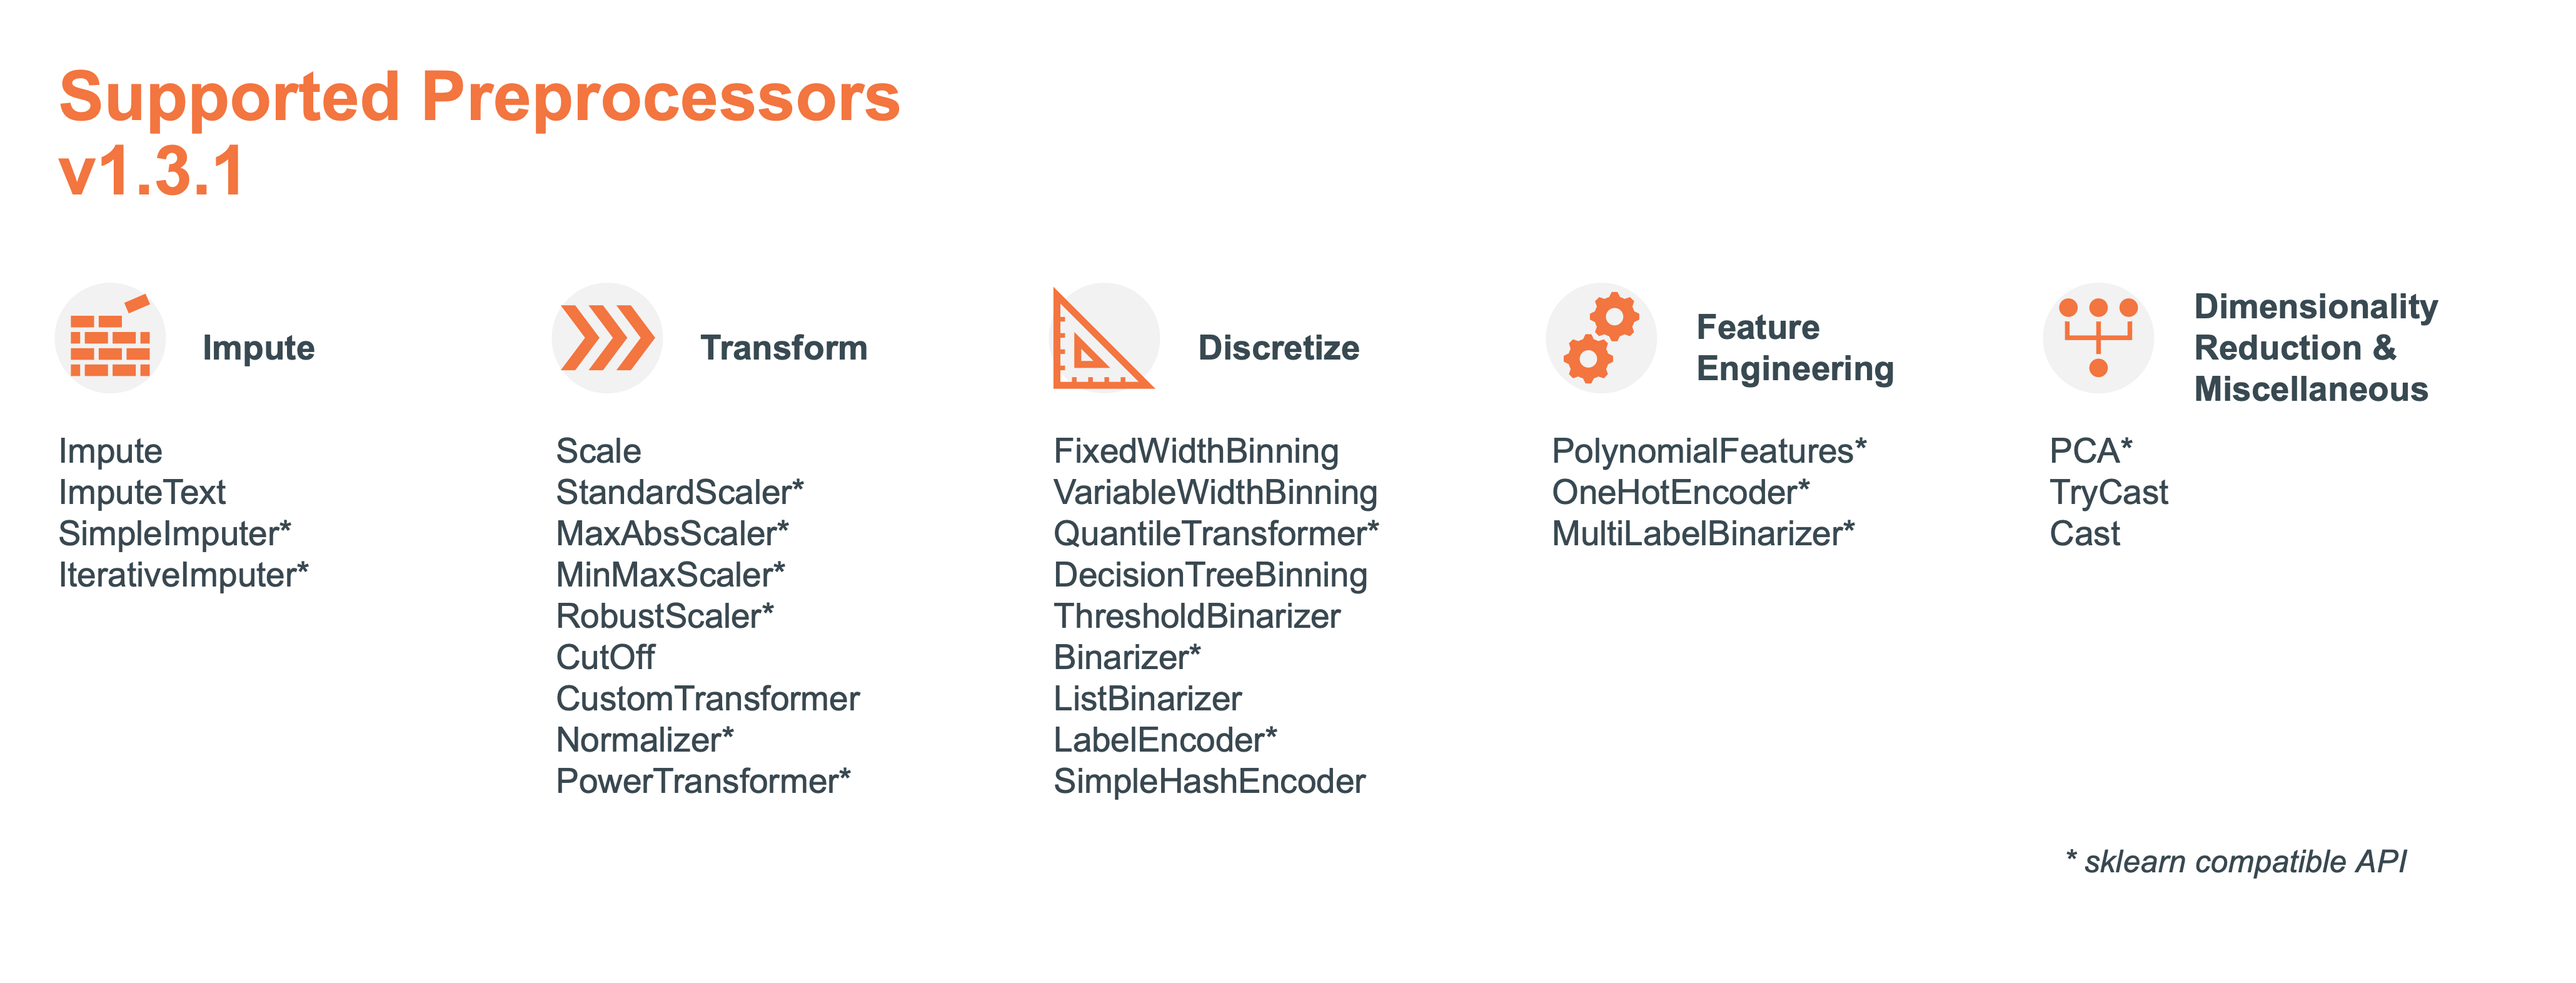 Supported Preprocessors
v1.3.1
Impute
Impute
ImputeText
SimpleImputer*
IterativeImputer*
Transform
Scale
StandardScaler*
MaxAbsScaler*
MinMaxScaler*
RobustScaler*
CutOff
CustomTransformer
Normalizer*
PowerTransformer*
Discretize
FixedWidthBinning
VariableWidthBinning
QuantileTransformer*
DecisionTreeBinning
ThresholdBinarizer
Binarizer*
ListBinarizer
LabelEncoder*
SimpleHashEncoder
Feature
Engineering
PolynomialFeatures*
OneHotEncoder*
MultiLabelBinarizer*
Dimensionality
Reduction &
Miscellaneous
PCA*
TryCast
Cast
* sklearn compatible API